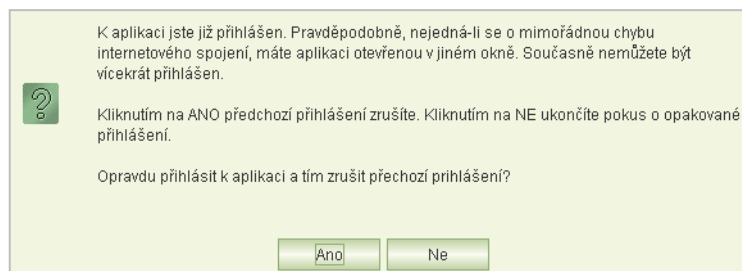 K aplikaci jste již přihlášen. Pravděpodobně, nejedná-li se o mimořádnou chybu
internetového spojení, máte aplikaci otevřenou v jiném okně. Současně nemůžete být
vícekrát přihlášen.
Kliknutím na ANO předchozí přihlášení zrušíte. Kliknutím na NE ukončíte pokus o opakované
přihlášení.
Opravdu přihlásit k aplikaci a tím zrušit přechozí prihlášení?
Ano
Ne